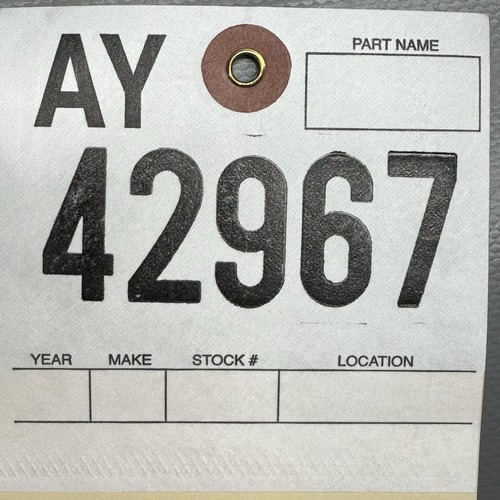 AY
PART NAME
42967
YEAR MAKE STOCK # LOCATION